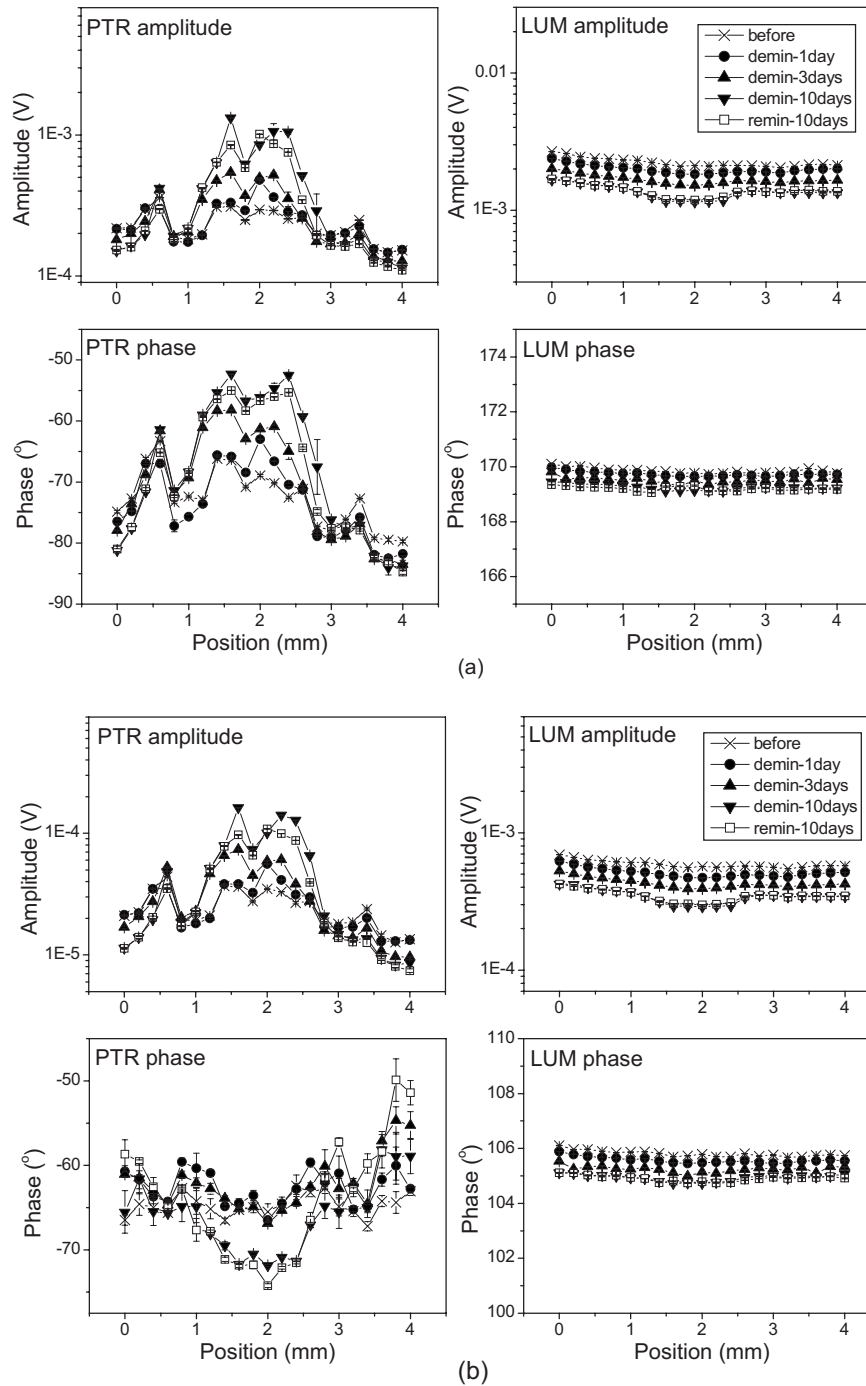 PTR amplitude
1E-3
1E-4
Amplitude (V)
0 1 2 3 4
LUM amplitude
before
demin-1day
demin-3days
demin-10days
remin-10days
0.01
1E-3
Amplitude (V)
0 1 2 3 4
PTR phase
-50
-60
-70
-80
-90
Phase (°)
0 1 2 3 4
Position (mm)
LUM phase
174
172
170
168
166
Phase (°)
0 1 2 3 4
Position (mm)
(a)
PTR amplitude
1E-4
1E-5
Amplitude (V)
0 1 2 3 4
LUM amplitude
before
demin-1day
demin-3days
demin-10days
remin-10days
1E-3
1E-4
Amplitude (V)
0 1 2 3 4
PTR phase
-50
-60
-70
Phase (°)
0 1 2 3 4
Position (mm)
LUM phase
110
108
106
104
102
100
Phase (°)
0 1 2 3 4
Position (mm)
(b)